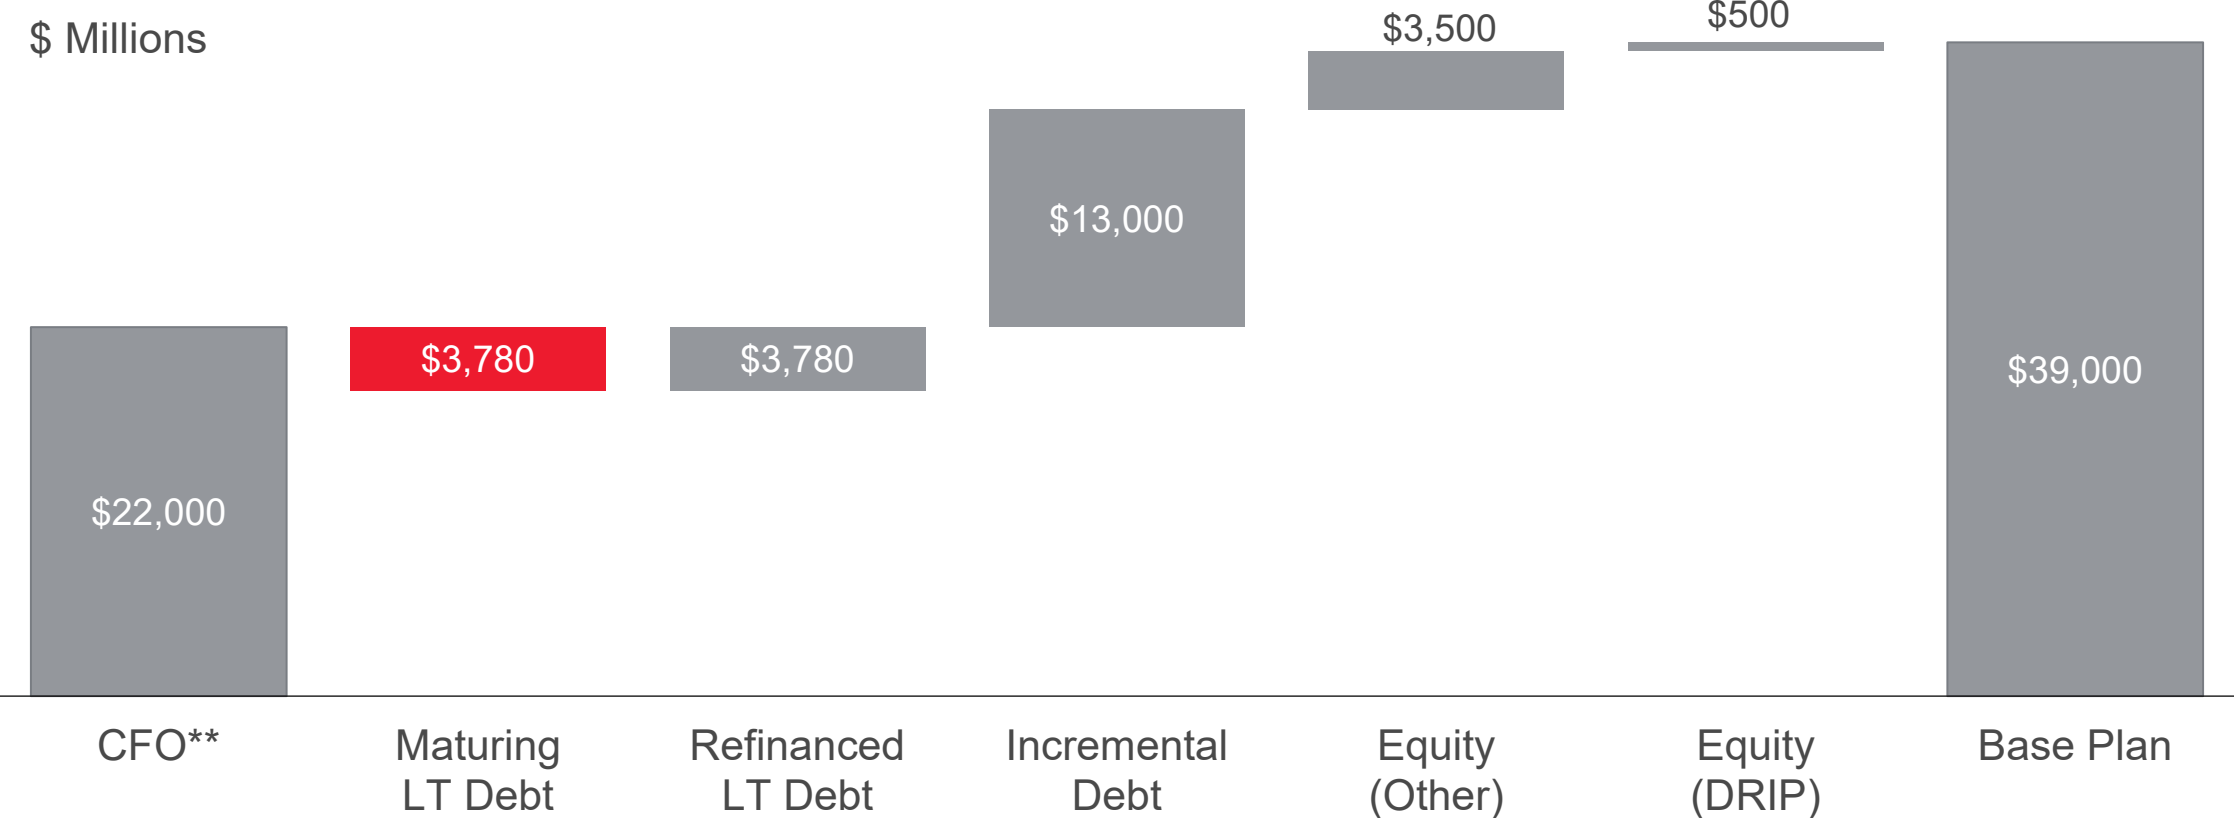 $ Millions
$3,500
$500
$13,000
$3,780
$3,780
$39,000
$22,000
CFO**
Maturing
LT Debt
Refinanced
LT Debt
Incremental
Debt
Equity
(Other)
Equity
(DRIP)
Base Plan